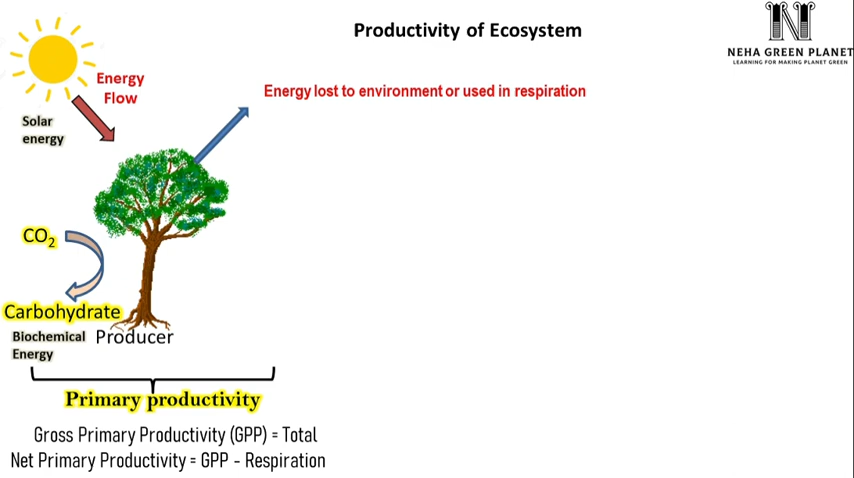 Productivity of Ecosystem
NEHA GREEN PLANET
LEARNING FOR MAKING PLANET GREEN
Energy
Flow
Energy lost to environment or used in respiration
Solar
energy
CO₂
Carbohydrate
Biochemical
Energy
Producer
Primary productivity
Gross Primary Productivity (GPP) = Total
Net Primary Productivity = GPP - Respiration